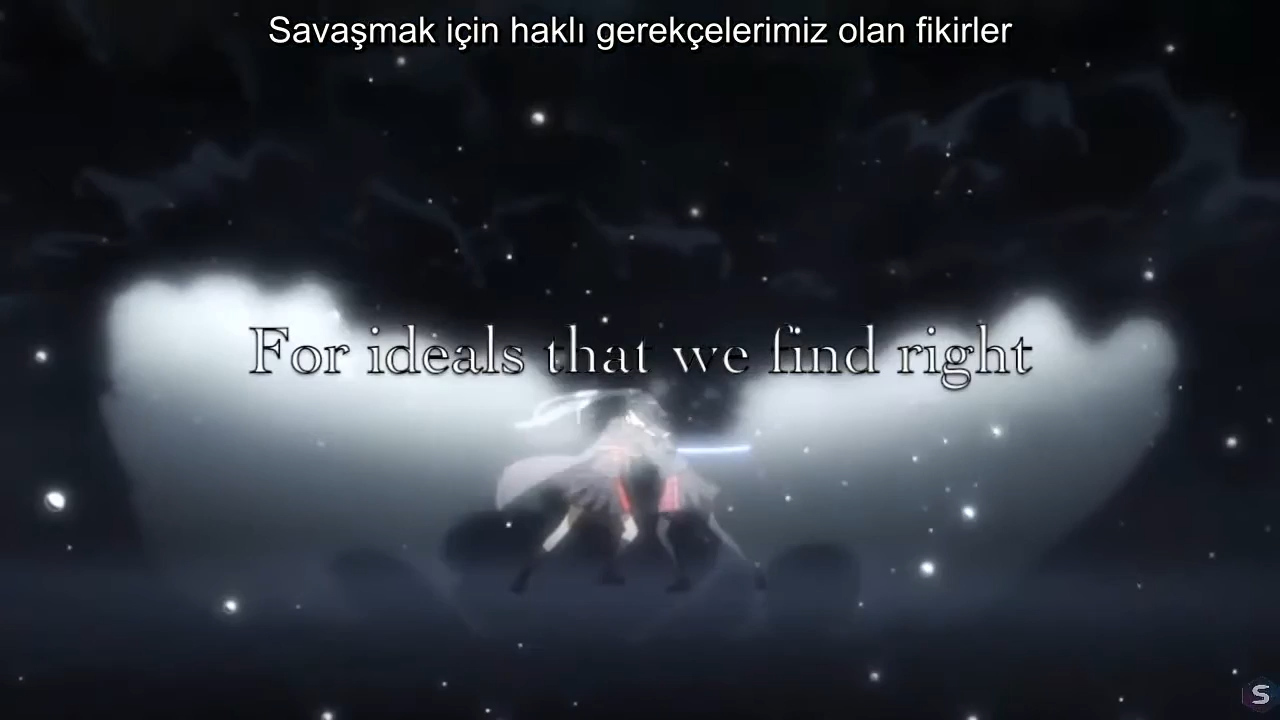 Savaşmak için haklı gerekçelerimiz olan fikirler
For ideals that we find right
S